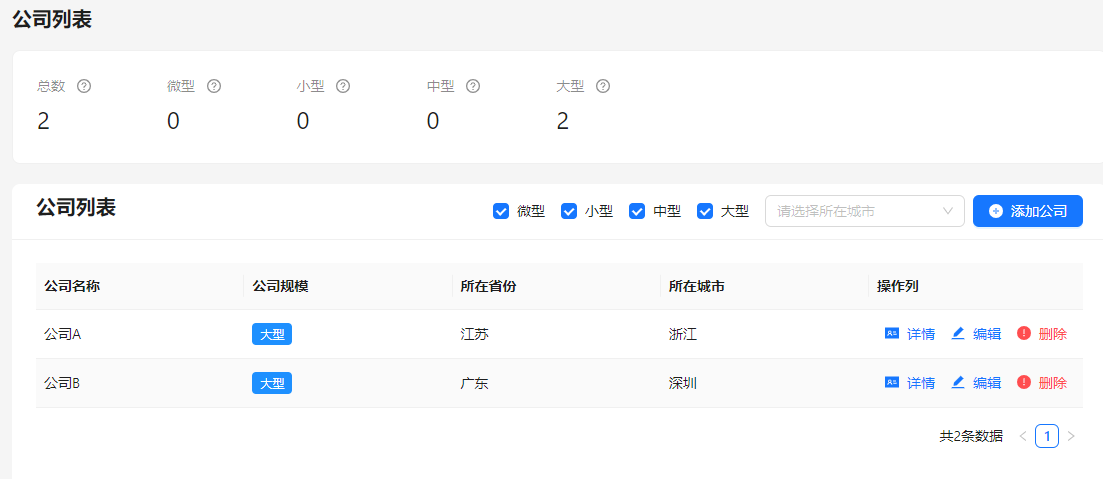 公司列表
总数 微型 小型 中型 大型
2 0 0 0 2
公司列表 微型 小型 中型 大型 请选择所在城市 添加公司
公司名称 公司规模 所在省份 所在城市 操作列
公司A 大型 江苏 浙江 详情 编辑 删除
公司B 大型 广东 深圳 详情 编辑 删除
共2条数据 < 1 >